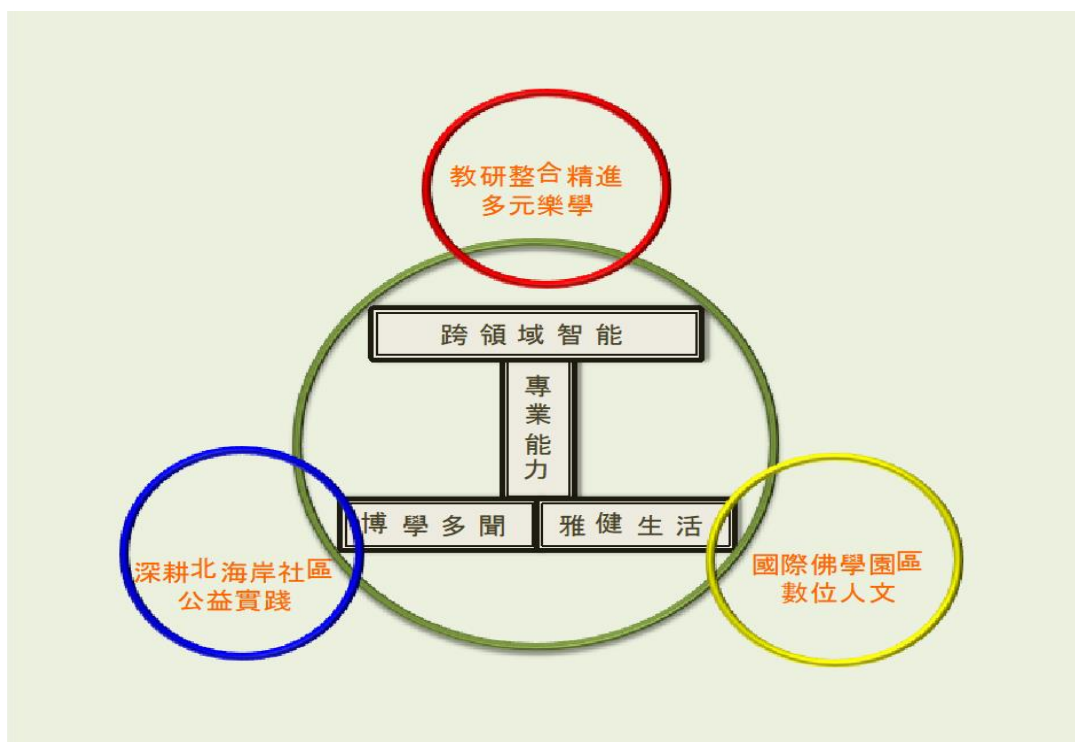 教研整合精進
多元樂學
跨領域智能
專業能力
博學多聞
雅健生活
深耕北海岸社區
公益實踐
國際佛學園區
數位人文